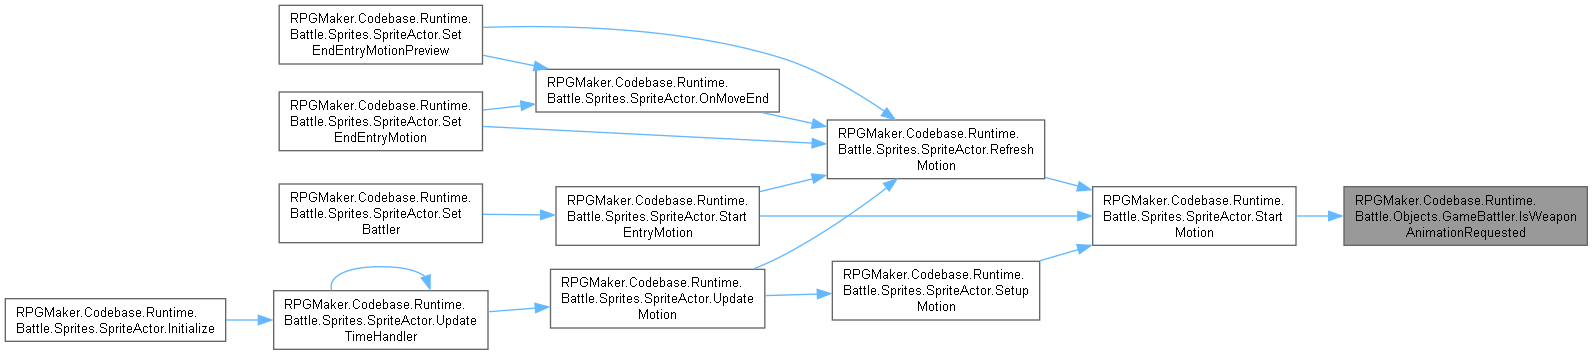 RPGMaker.Codebase.Runtime.
Battle.Sprites.SpriteActor.Set
EndEntryMotionPreview
RPGMaker.Codebase.Runtime.
Battle.Sprites.SpriteActor.OnMoveEnd
RPGMaker.Codebase.Runtime.
Battle.Sprites.SpriteActor.Set
EndEntryMotion
RPGMaker.Codebase.Runtime.
Battle.Sprites.SpriteActor.Refresh
Motion
RPGMaker.Codebase.Runtime.
Battle.Sprites.SpriteActor.Set
Battler
RPGMaker.Codebase.Runtime.
Battle.Sprites.SpriteActor.Start
EntryMotion
RPGMaker.Codebase.Runtime.
Battle.Sprites.SpriteActor.Start
Motion
RPGMaker.Codebase.Runtime.
Battle.Objects.GameBattler.IsWeapon
AnimationRequested
RPGMaker.Codebase.Runtime.
Battle.Sprites.SpriteActor.Initialize
RPGMaker.Codebase.Runtime.
Battle.Sprites.SpriteActor.Update
TimeHandler
RPGMaker.Codebase.Runtime.
Battle.Sprites.SpriteActor.Update
Motion
RPGMaker.Codebase.Runtime.
Battle.Sprites.SpriteActor.Setup
Motion